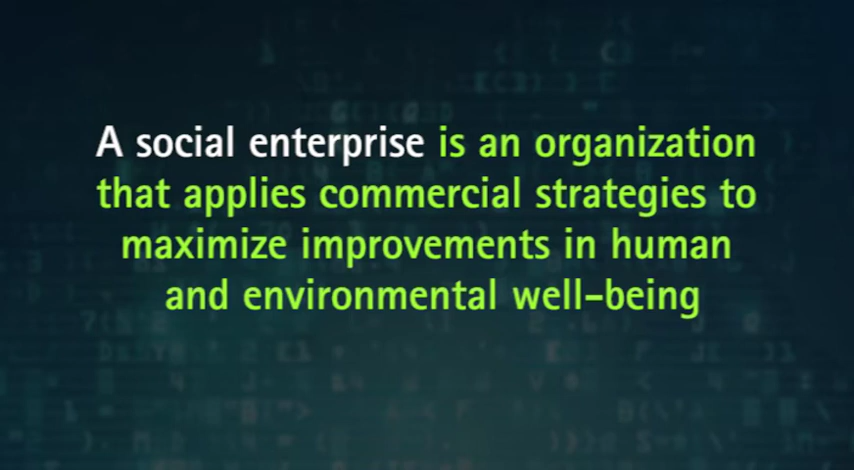 A social enterprise is an organization
that applies commercial strategies to
maximize improvements in human
and environmental well-being